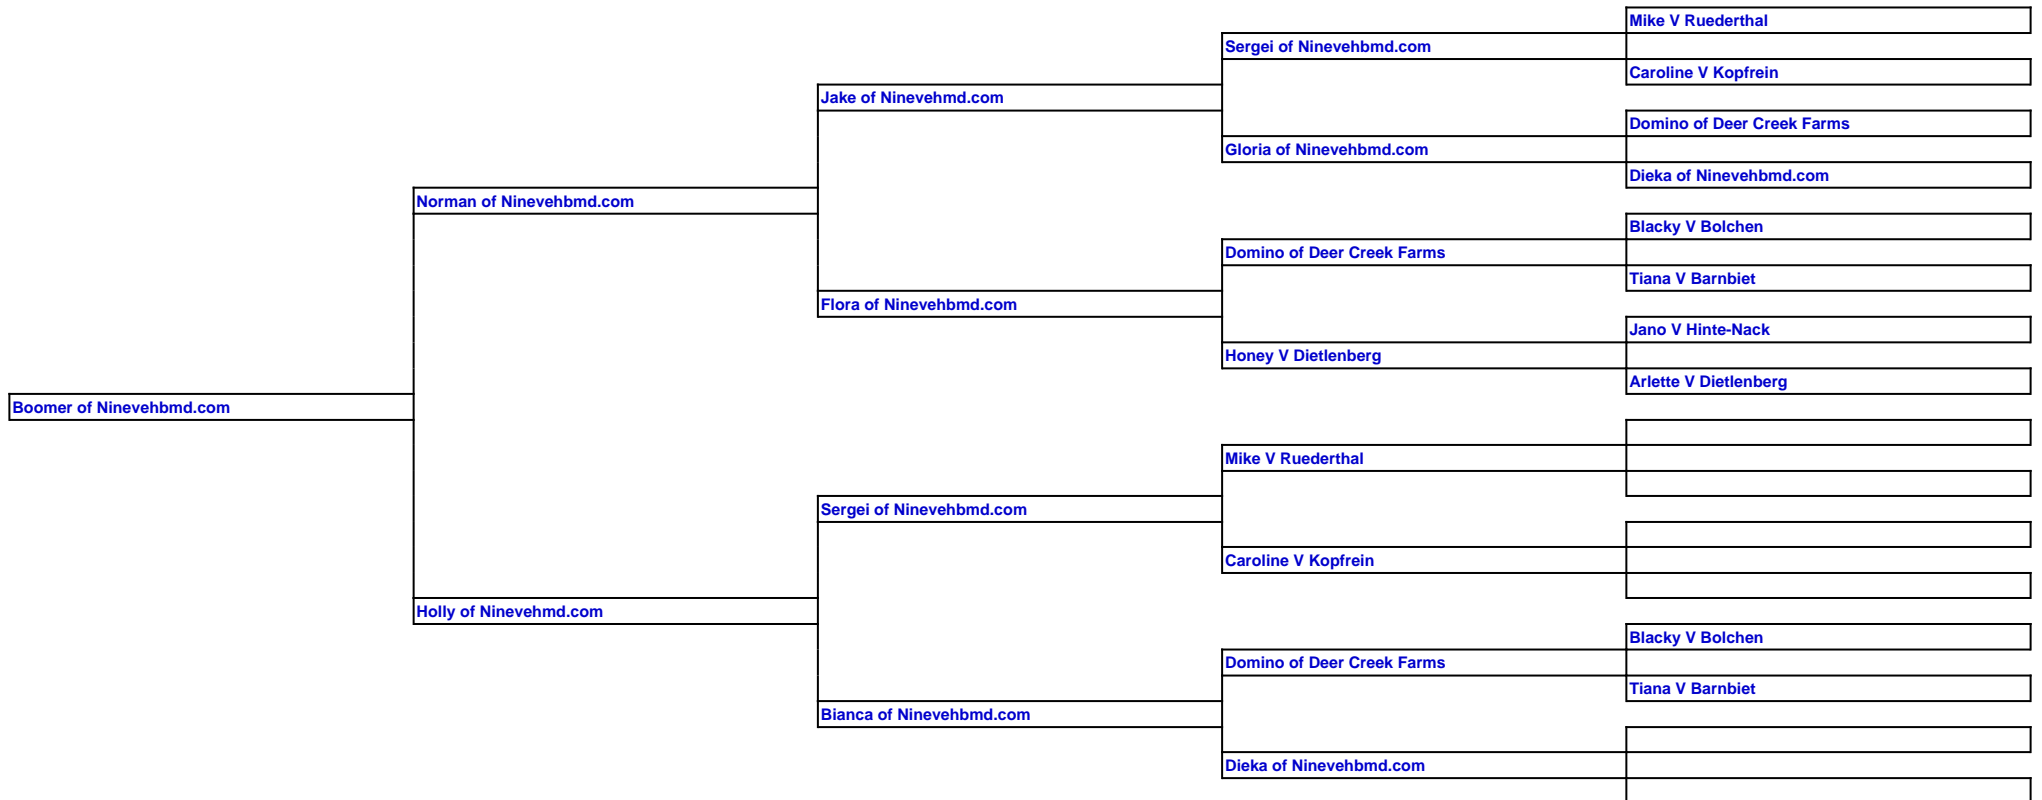 Mike V Ruederthal
Sergei of Ninevehbmd.com
Caroline V Kopfrein
Jake of Ninevehmd.com
Domino of Deer Creek Farms
Gloria of Ninevehbmd.com
Dieka of Ninevehbmd.com
Norman of Ninevehbmd.com
Blacky V Bolchen
Domino of Deer Creek Farms
Tiana V Barnbiet
Flora of Ninevehbmd.com
Jano V Hinte-Nack
Honey V Dietlenberg
Arlette V Dietlenberg
Boomer of Ninevehbmd.com
Mike V Ruederthal
Sergei of Ninevehbmd.com
Caroline V Kopfrein
Holly of Ninevehmd.com
Blacky V Bolchen
Domino of Deer Creek Farms
Tiana V Barnbiet
Bianca of Ninevehbmd.com
Dieka of Ninevehbmd.com